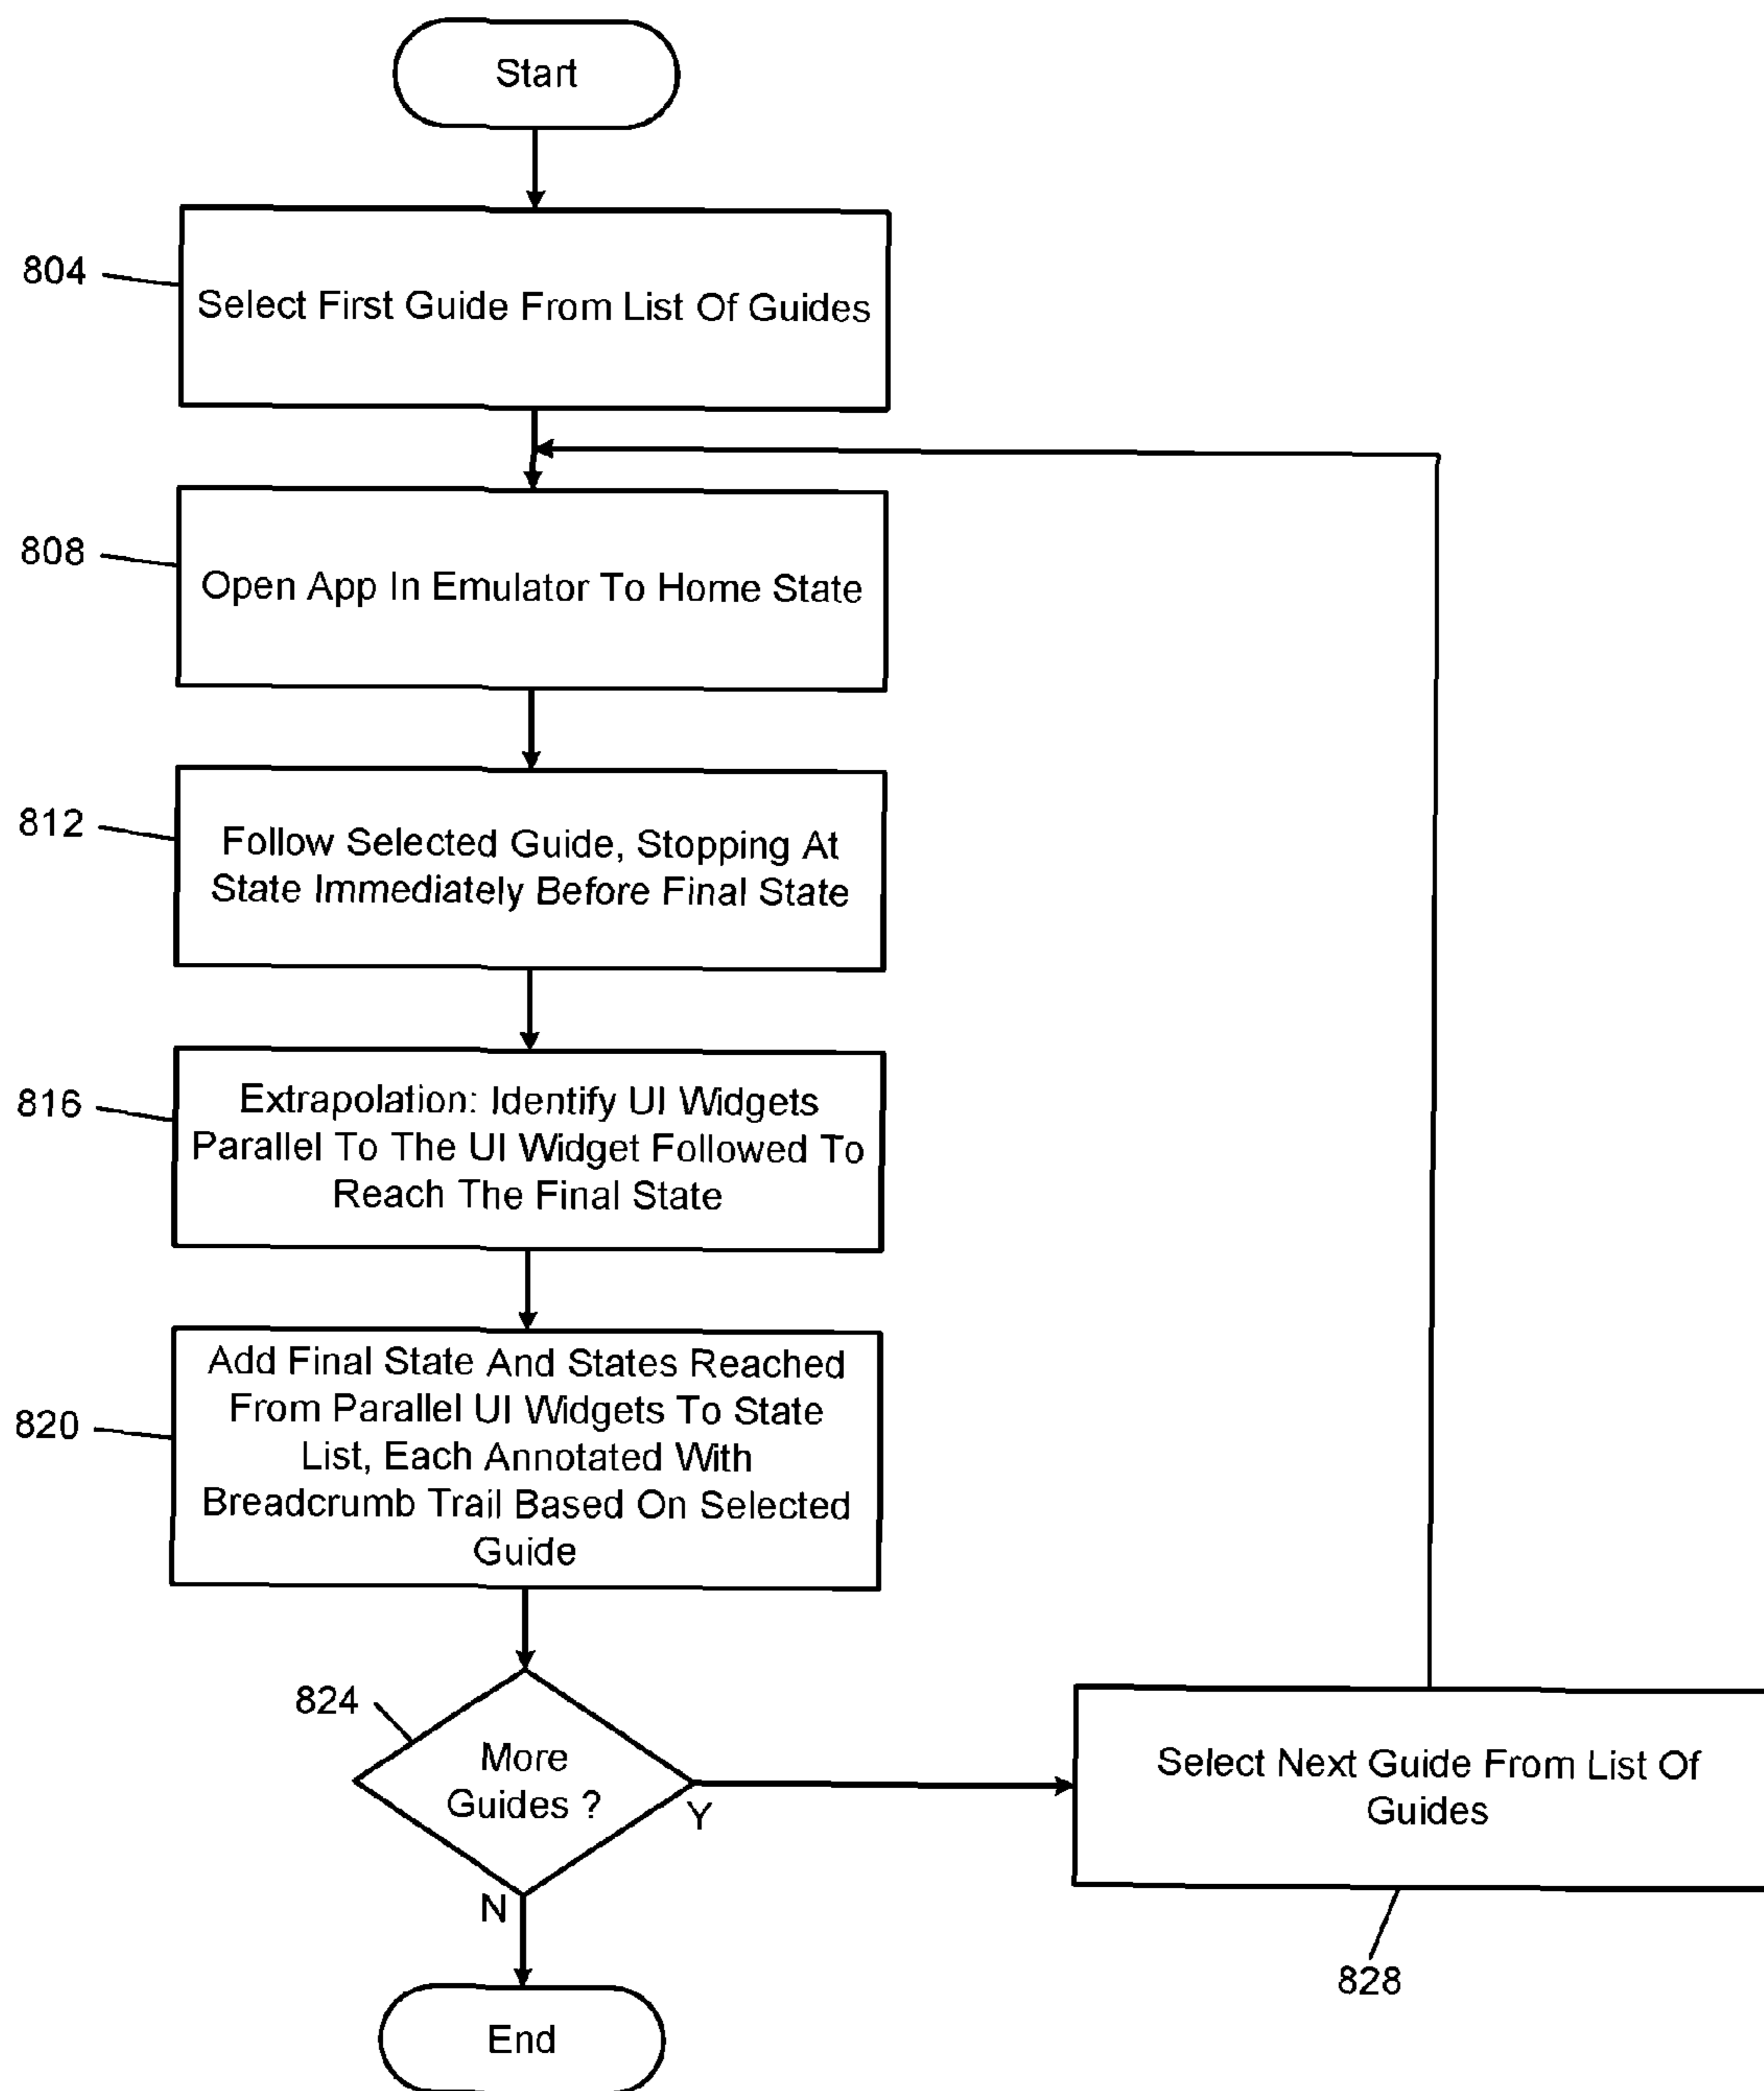 Start
804
Select First Guide From List Of Guides
808
Open App In Emulator To Home State
812
Follow Selected Guide, Stopping At
State Immediately Before Final State
816
Extrapolation: Identify UI Widgets
Parallel To The UI Widget Followed To
Reach The Final State
820
Add Final State And States Reached
From Parallel UI Widgets To State
List, Each Annotated With
Breadcrumb Trail Based On Selected
Guide
824
More
Guides ?
Y
Select Next Guide From List Of
Guides
828
N
End